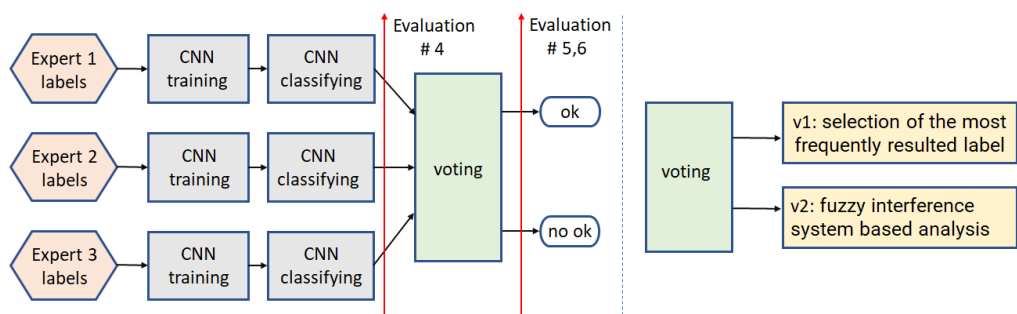 Expert 1
labels
CNN
training
CNN
classifying
Expert 2
labels
CNN
training
CNN
classifying
Expert 3
labels
CNN
training
CNN
classifying
Evaluation
# 4
voting
Evaluation
# 5,6
ok
no ok
voting
v1: selection of the most
frequently resulted label
v2: fuzzy interference
system based analysis